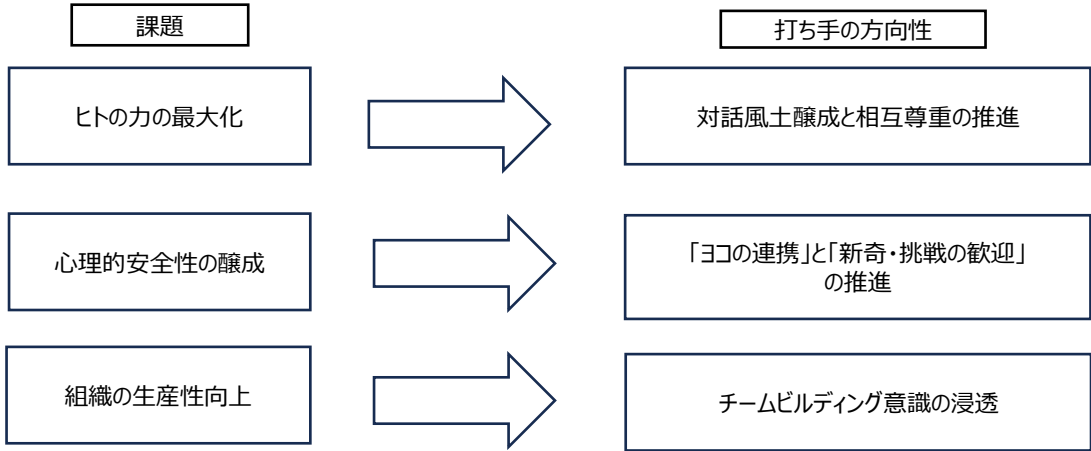 課題
打ち手の方向性
ヒトの力の最大化
対話風土醸成と相互尊重の推進
心理的安全性の醸成
「ヨコの連携」と「新奇・挑戦の歓迎」
の推進
組織の生産性向上
チームビルディング意識の浸透